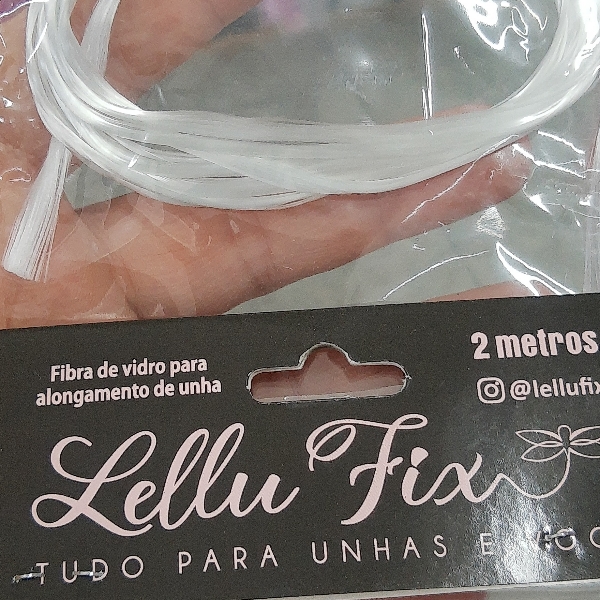 Fibra de vidro para
alongamento de unha
2 metros
@lellufix
Lellu Fix
TUDO PARA UNHAS E